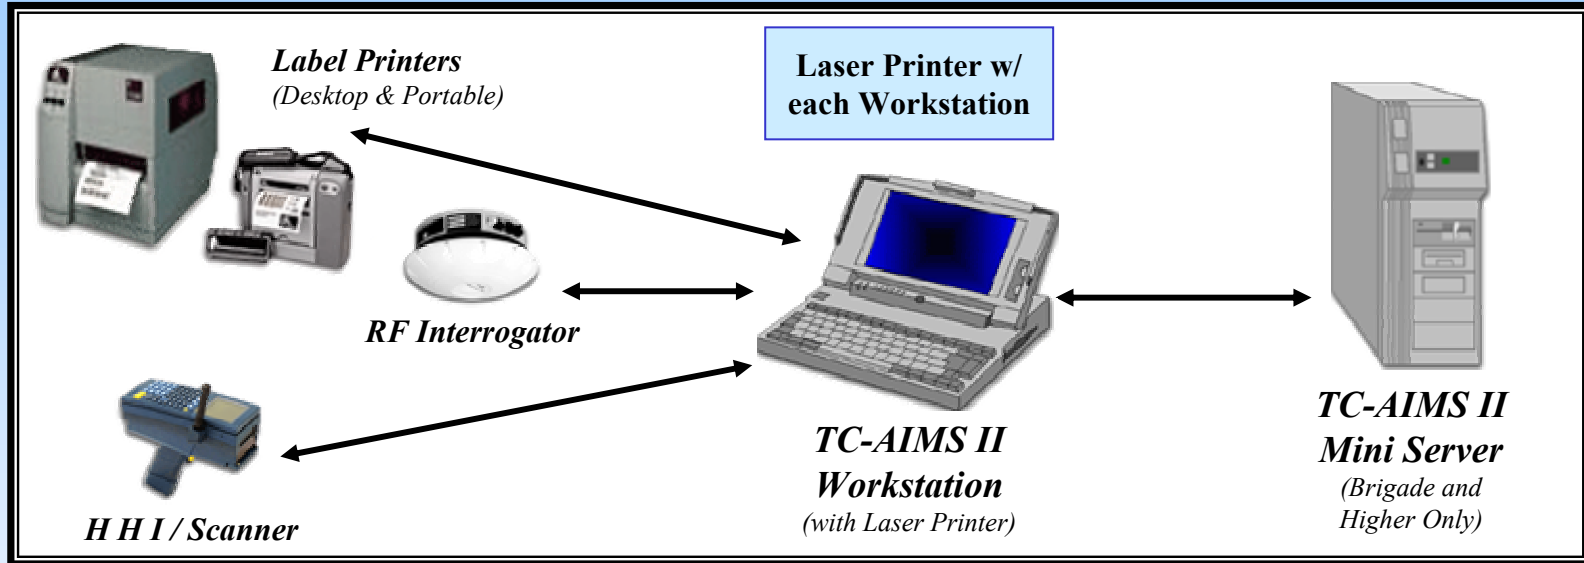 Label Printers
(Desktop & Portable)
Laser Printer w/
each Workstation
RF Interrogator
H H I / Scanner
TC-AIMS II
Workstation
(with Laser Printer)
TC-AIMS II
Mini Server
(Brigade and
Higher Only)